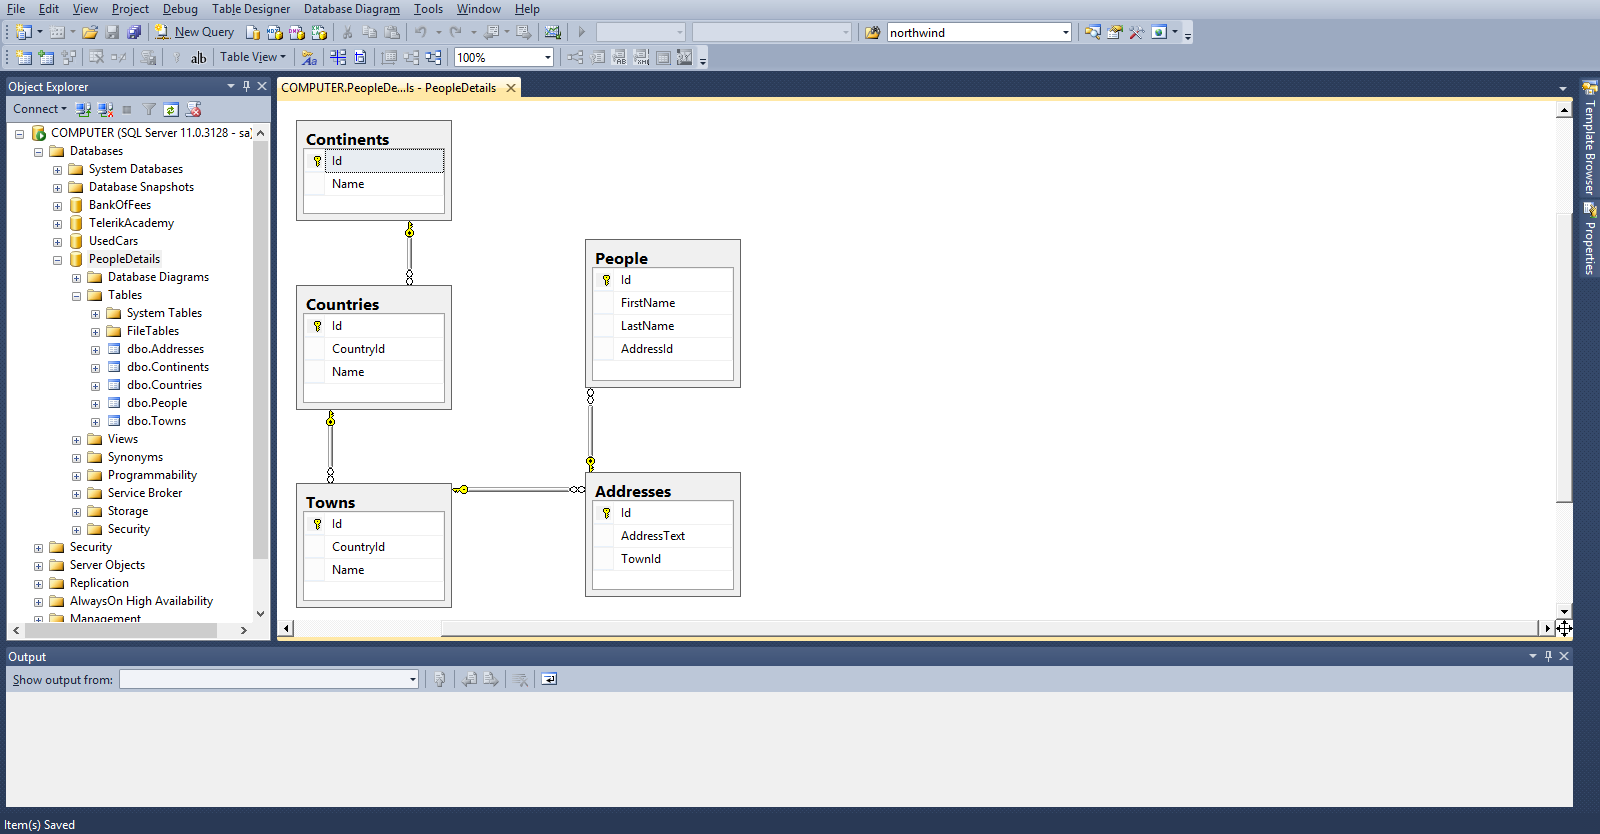 File Edit View Project Debug Table Designer Database Diagram Tools Window Help
New Query northwind
Table View 100%
Object Explorer
Connect
COMPUTER (SQL Server 11.0.3128 - sa)
Databases
System Databases
Database Snapshots
BankOfFees
TelerikAcademy
UsedCars
PeopleDetails
Database Diagrams
Tables
System Tables
FileTables
dbo.Addresses
dbo.Continents
dbo.Countries
dbo.People
dbo.Towns
Views
Synonyms
Programmability
Service Broker
Storage
Security
Security
Server Objects
Replication
AlwaysOn High Availability
Management
COMPUTER.PeopleDe...ls - PeopleDetails
Continents
Id
Name
Countries
Id
CountryId
Name
Towns
Id
CountryId
Name
People
Id
FirstName
LastName
AddressId
Addresses
Id
AddressText
TownId
Template Browser
Properties
Output
Show output from:
Item(s) Saved